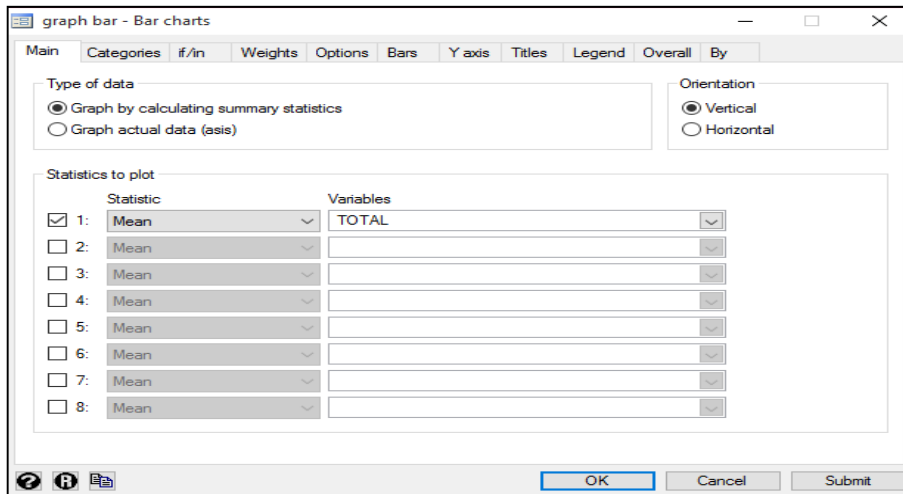 graph bar - Bar charts
Main Categories if/in Weights Options Bars Y axis Titles Legend Overall By
Type of data
Graph by calculating summary statistics
Graph actual data (asis)
Orientation
Vertical
Horizontal
Statistics to plot
Statistic Variables
1: Mean TOTAL
2: Mean
3: Mean
4: Mean
5: Mean
6: Mean
7: Mean
8: Mean
? R OK Cancel Submit